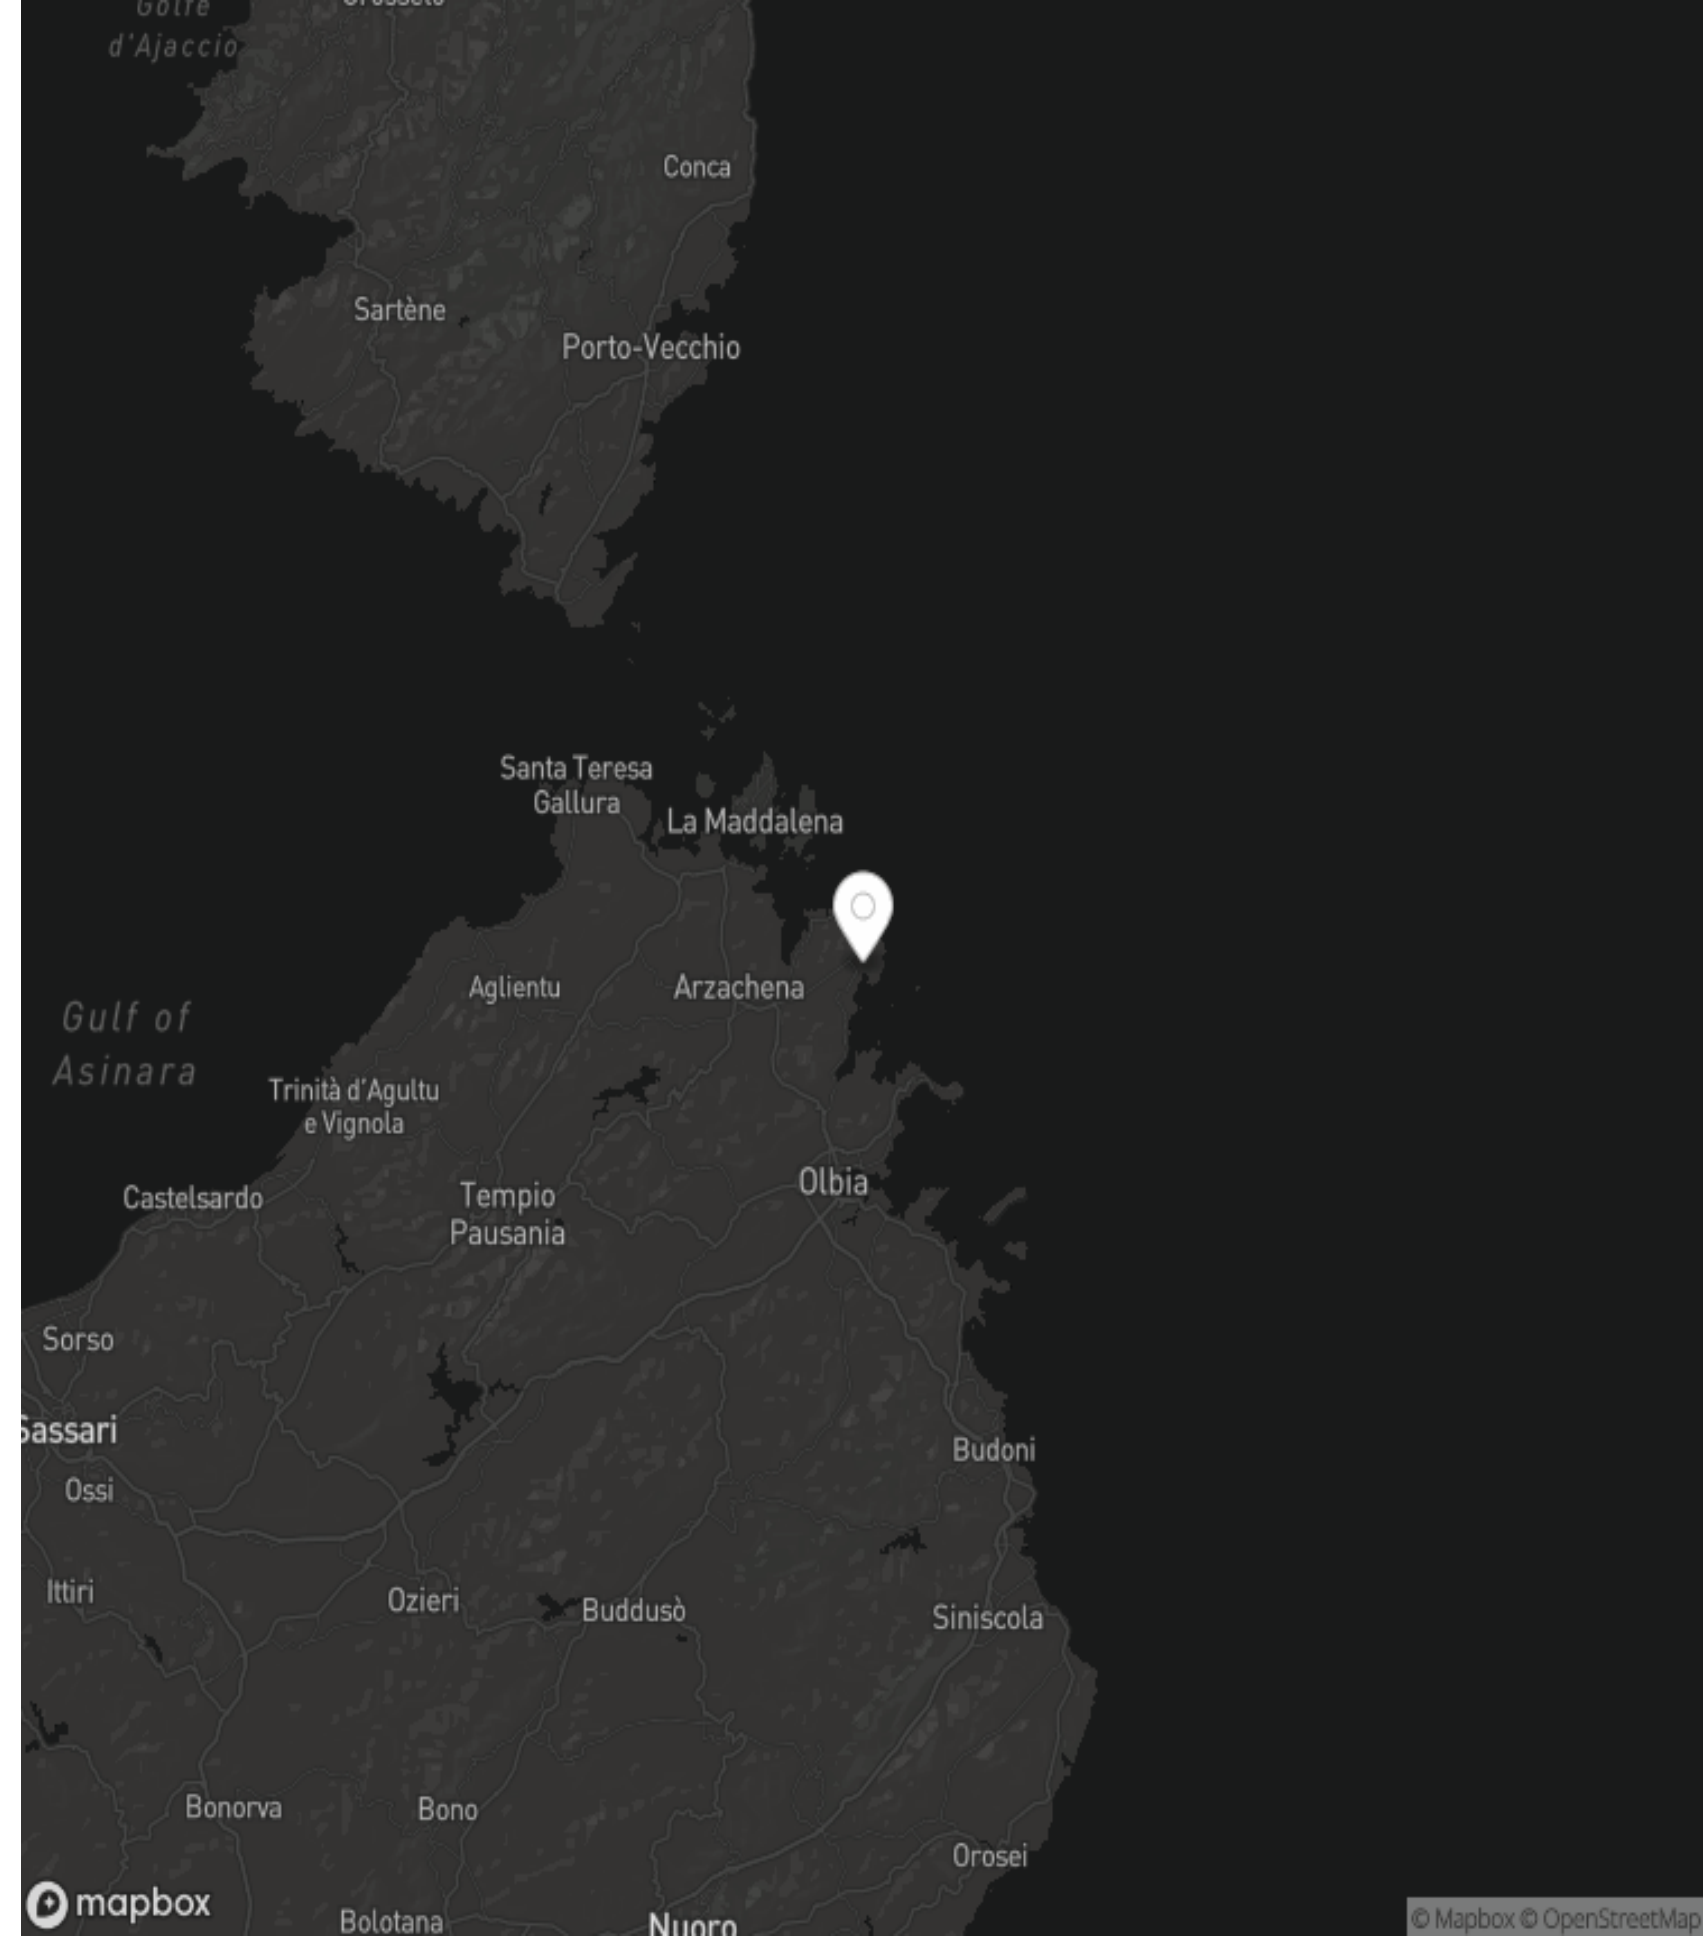 Golfe
d'Ajaccio
Conca
Sartène
Porto-Vecchio
Santa Teresa
Gallura
La Maddalena
Aglientu
Arzachena
Gulf of
Asinara
Trinità d'Agultu
e Vignola
Castelsardo
Tempio
Pausania
Olbia
Sorso
Sassari
Budoni
Ossi
Ittiri
Ozieri
Buddusò
Siniscola
Bonorva
Bono
Orosei
mapbox
Bolotana
Nuoro
© Mapbox © OpenStreetMap